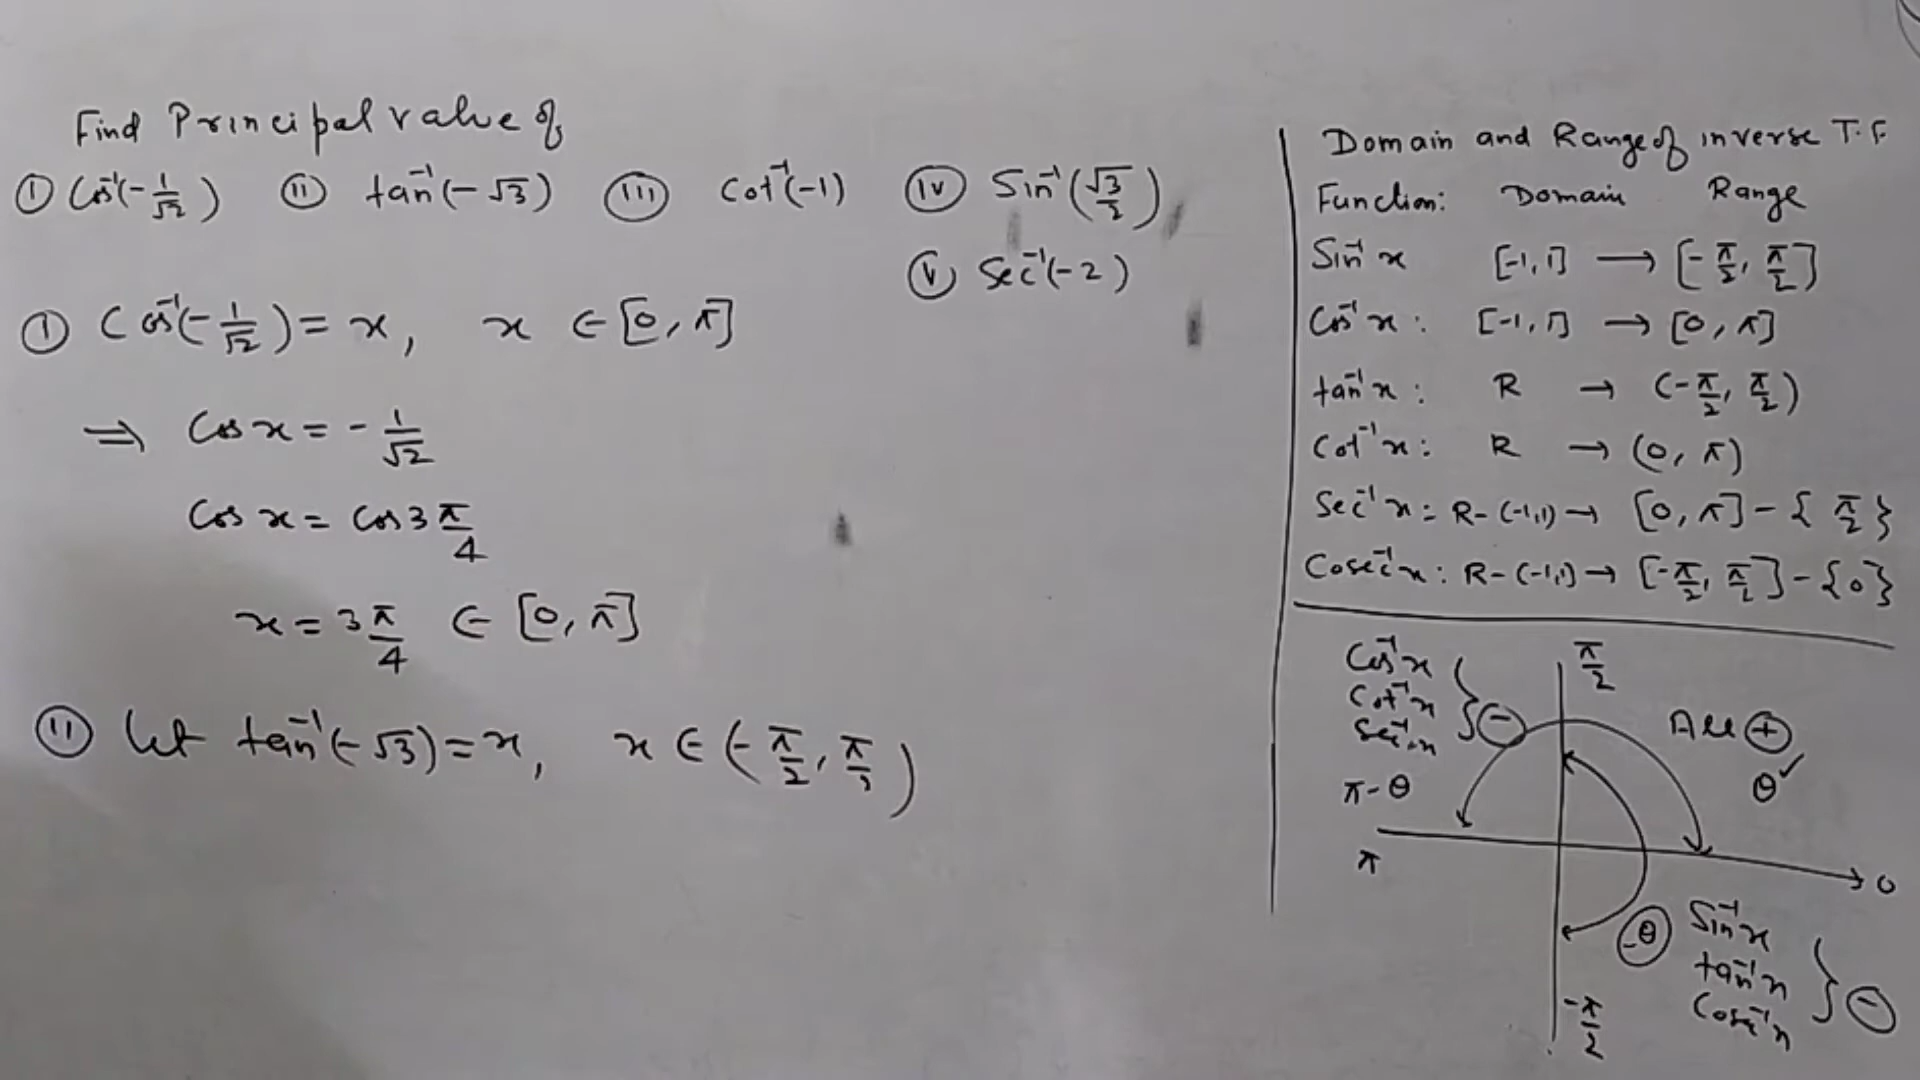 Find Principal value of
① Cos⁻¹(-1/√2) ⅱ tan⁻¹(-√3) ⅲ Cot⁻¹(-1) ⅳ Sin⁻¹(√3/2)
ⅴ Sec⁻¹(-2)
① Cos⁻¹(-1/√2) = x, x ∈ [0, π]
⇒ Cos x = -1/√2
Cos x = Cos 3π/4
x = 3π/4 ∈ [0, π]
ⅱ let tan⁻¹(-√3) = x, x ∈ (-π/2, π/2)
Domain and Range of inverse T.F.
Function: Domain Range
Sin⁻¹x [-1,1] → [-π/2, π/2]
Cos⁻¹x: [-1,1] → [0, π]
tan⁻¹x: R → (-π/2, π/2)
Cot⁻¹x: R → (0, π)
Sec⁻¹x = R-(-1,1) → [0, π] - {π/2}
Cosec⁻¹x: R-(-1,1) → [-π/2, π/2] - {0}
Cos⁻¹x π/2
Cot⁻¹x
Sec⁻¹x } ⊖ All ⊕
π-θ θ ✓
π 0
-θ Sin⁻¹x
tan⁻¹x } ⊖
Cosec⁻¹x
-π/2